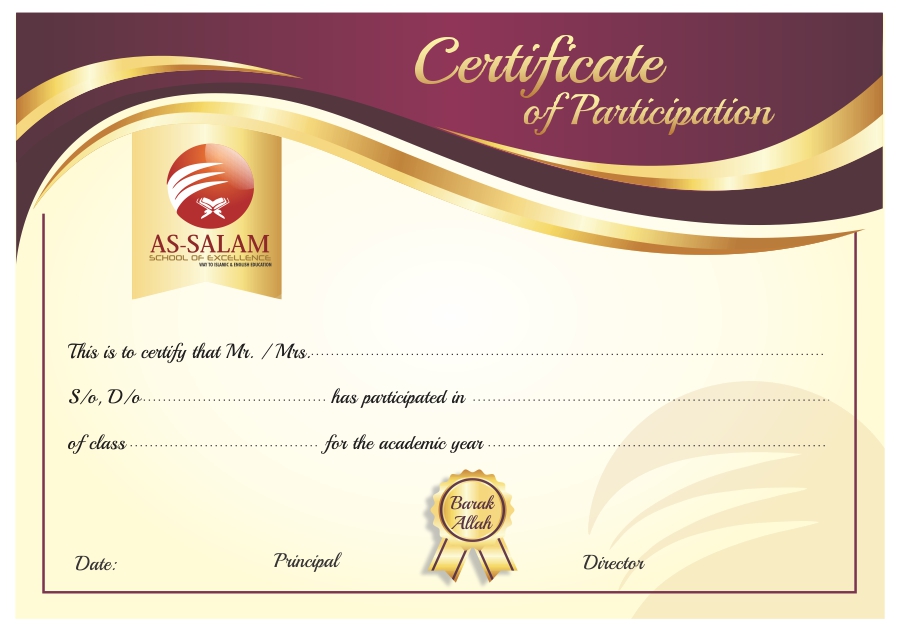 Certificate
of Participation
AS-SALAM
SCHOOL OF EXCELLENCE
WAY TO ISLAMIC & ENGLISH EDUCATION
This is to certify that Mr. / Mrs.........................................................................................................
S/o, D/o....................................... has participated in ...........................................................................
of class ....................................... for the academic year .......................................................................
Barak
Allah
Date: Principal Director